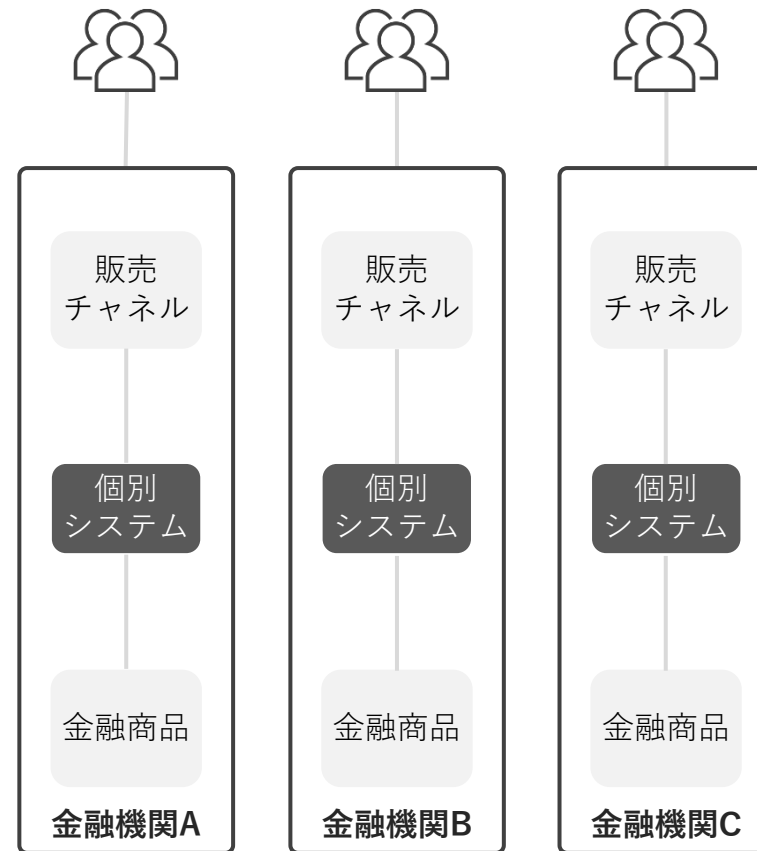 販売
チャネル
個別
システム
金融商品
金融機関A
販売
チャネル
個別
システム
金融商品
金融機関B
販売
チャネル
個別
システム
金融商品
金融機関C